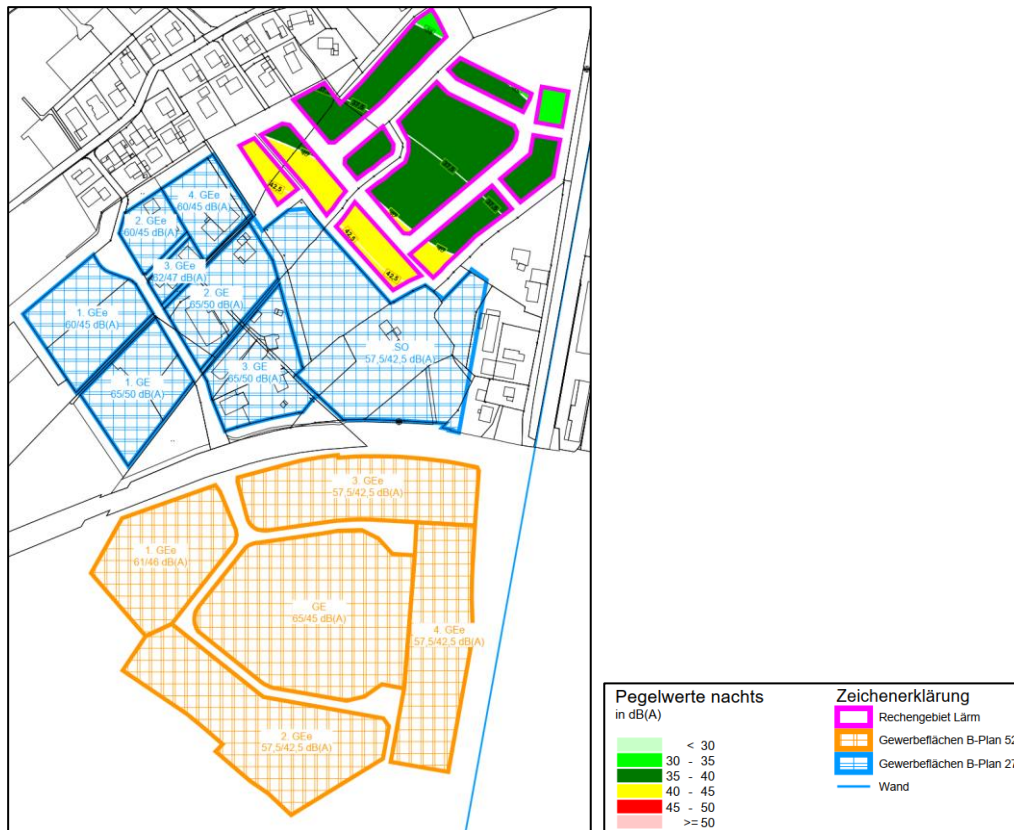 4. GEe
60/45 dB(A)
2. GEe
60/45 dB(A)
3. GEe
62/47 dB(A)
2. GE
65/50 dB(A)
1. GEe
60/45 dB(A)
1. GE
65/50 dB(A)
3. GE
65/50 dB(A)
SO
57,5/42,5 dB(A)
42,5
42,5
42,5
3. GEe
57,5/42,5 dB(A)
1. GEe
61/46 dB(A)
GE
65/45 dB(A)
4. GEe
57,5/42,5 dB(A)
2. GEe
57,5/42,5 dB(A)
Pegelwerte nachts
in dB(A)
< 30
30 - 35
35 - 40
40 - 45
45 - 50
>= 50
Zeichenerklärung
Rechengebiet Lärm
Gewerbeflächen B-Plan 52
Gewerbeflächen B-Plan 27
Wand